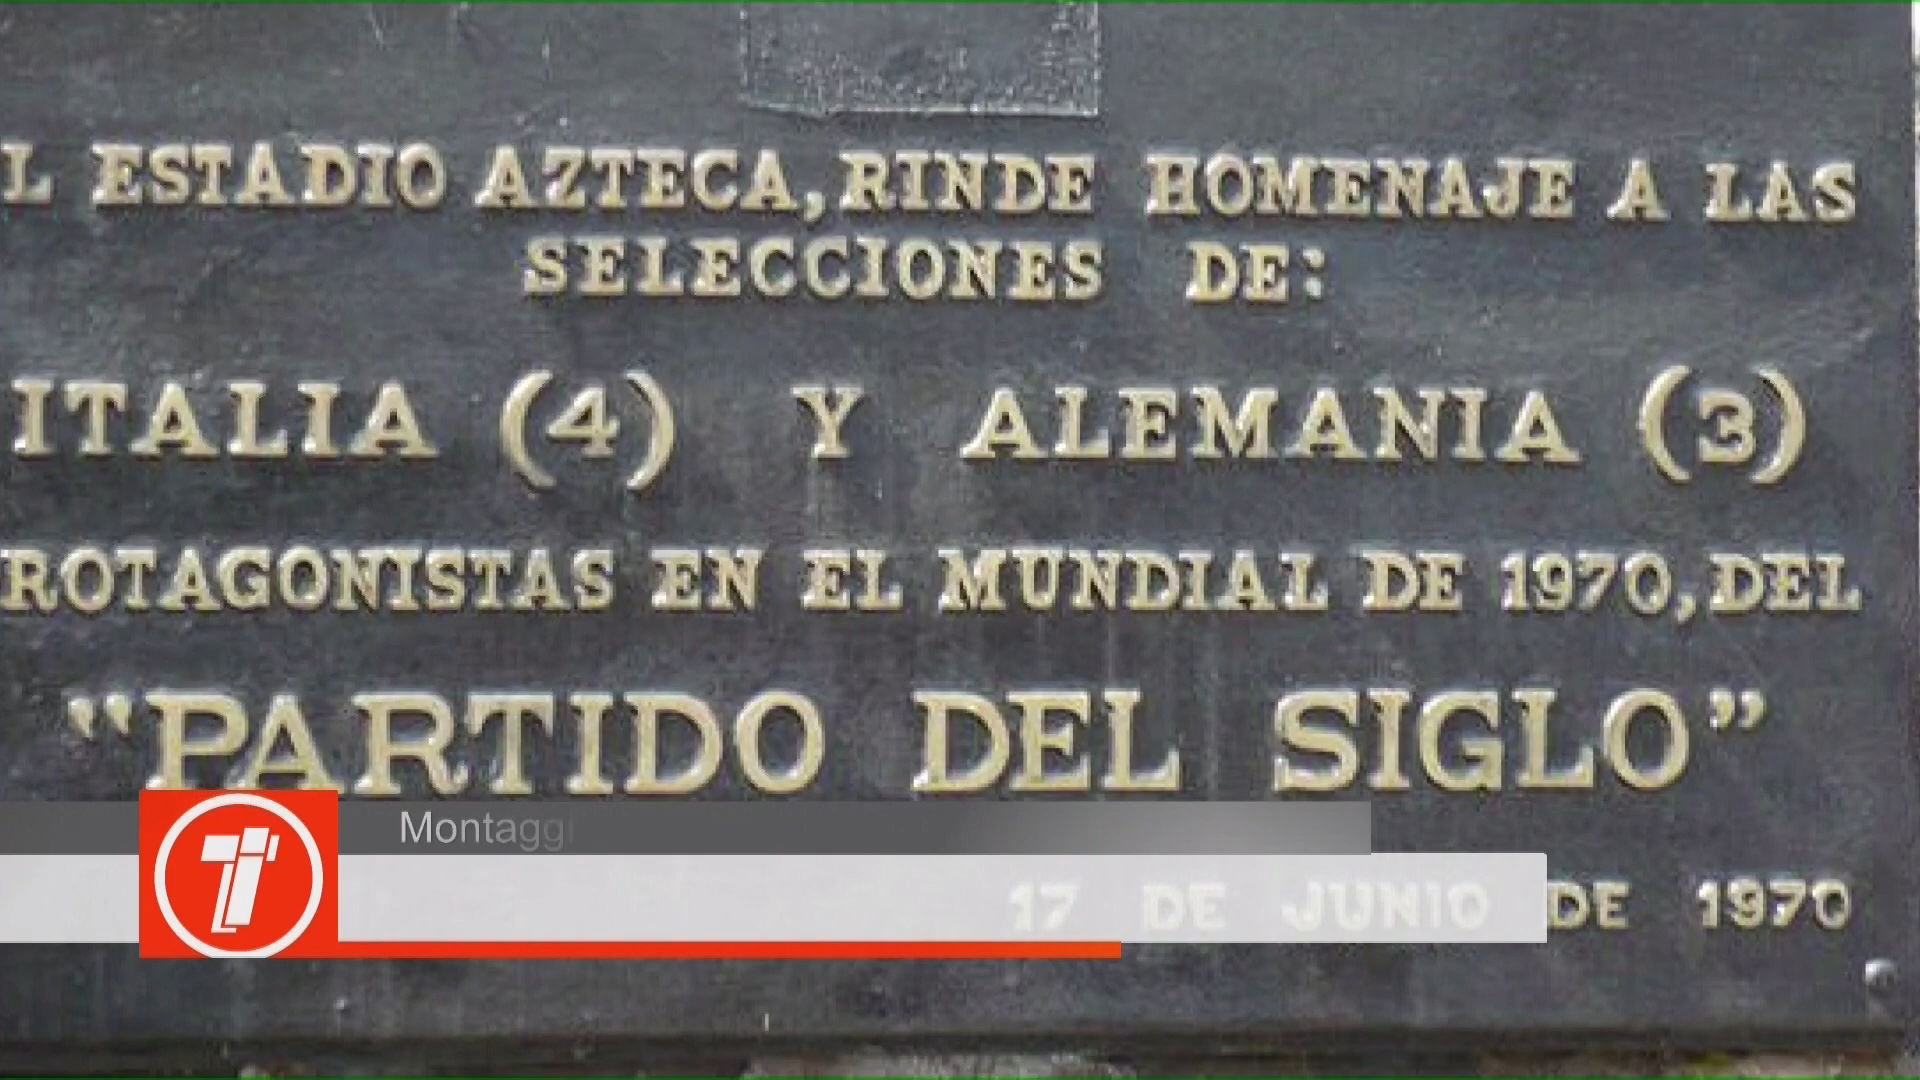 L ESTADIO AZTECA, RINDE HOMENAJE A LAS
SELECCIONES DE:
ITALIA (4) Y ALEMANIA (3)
ROTAGONISTAS EN EL MUNDIAL DE 1970, DEL
"PARTIDO DEL SIGLO"
Montaggi
17 DE JUNIO DE 1970